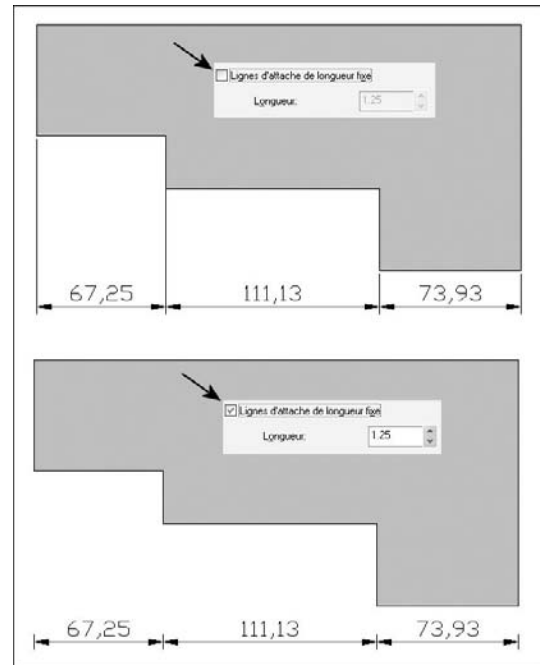 Lignes d'attache de longueur fixe
Longueur: 1.25
67,25 111,13 73,93
Lignes d'attache de longueur fixe
Longueur: 1.25
67,25 111,13 73,93